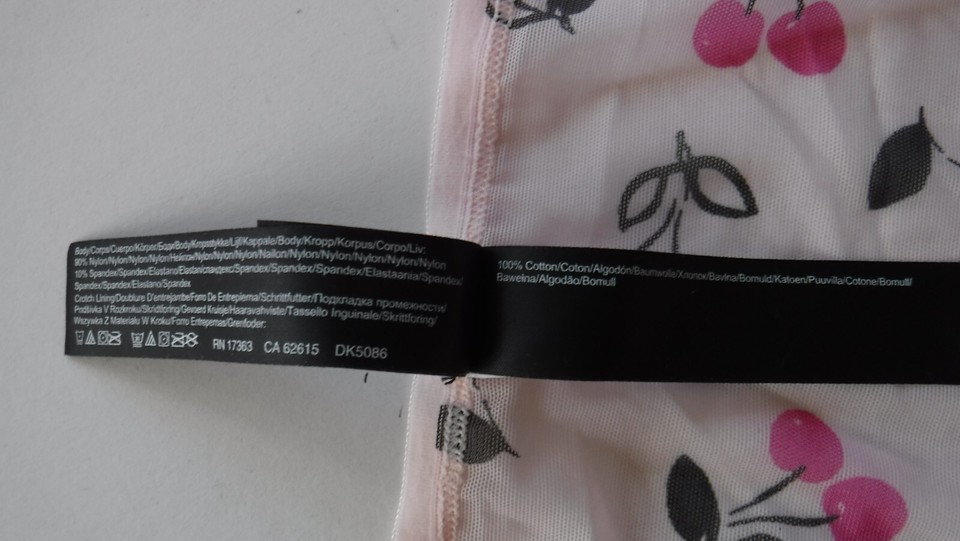 Body/Corps/Cuerpo/Körper/Боди/Body/Kropsstykke/Lijf/Kappale/Body/Kropp/Korpus/Corpo/Liv:
90% Nylon/Nylon/Nylon/Nylon/Нейлон/Nylon/Nylon/Nylon/Nailon/Nylon/Nylon/Nylon/Nylon/Nylon/Nylon
10% Spandex/Spandex/Elastano/Elastan/спандекс/Spandex/Spandex/Spandex/Elastaania/Spandex/
Spandex/Spandex/Elastano/Spandex
Crotch Lining/Doublure D'entrejambe/Forro De Entrepierna/Schrittfutter/Подкладка промежности/
Podšívka V Rozkroku/Skridtforing/Gevoerd Kruisje/Haaravahviste/Tassello Inguinale/Skrittforing/
Wszywka Z Materiału W Kroku/Forro Entrepernas/Grenfoder:
RN 17363 CA 62615 DK5086
100% Cotton/Coton/Algodón/Baumwolle/Хлопок/Bavlna/Bomuld/Katoen/Puuvilla/Cotone/Bomull/
Bawełna/Algodão/Bomull